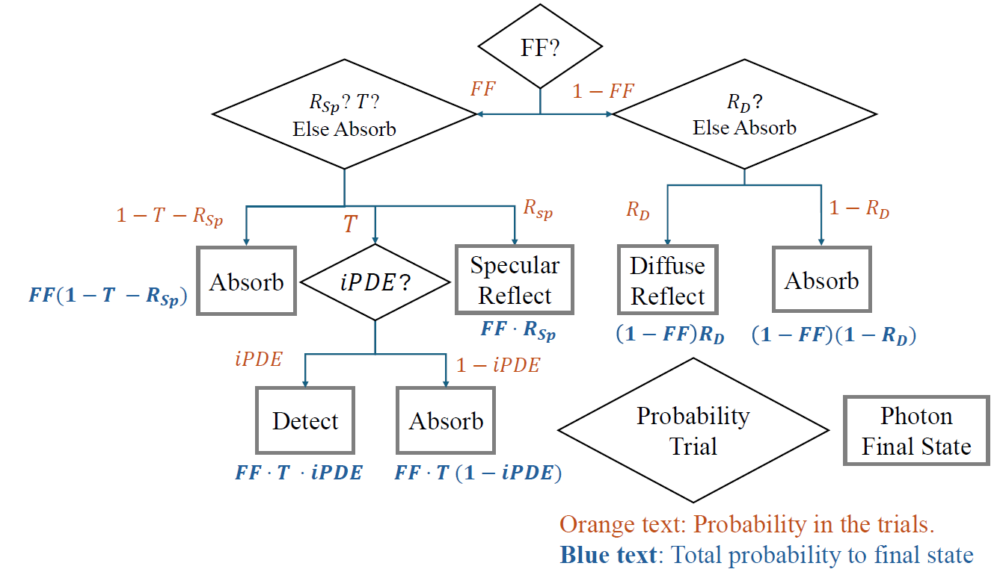 FF?
FF
1 − FF
R_Sp? T?
Else Absorb
R_D?
Else Absorb
1 − T − R_Sp
T
R_sp
R_D
1 − R_D
Absorb
iPDE?
Specular
Reflect
Diffuse
Reflect
Absorb
FF(1 − T − R_Sp)
FF · R_Sp
(1 − FF)R_D
(1 − FF)(1 − R_D)
iPDE
1 − iPDE
Detect
Absorb
FF · T · iPDE
FF · T (1 − iPDE)
Probability
Trial
Photon
Final State
Orange text: Probability in the trials.
Blue text: Total probability to final state